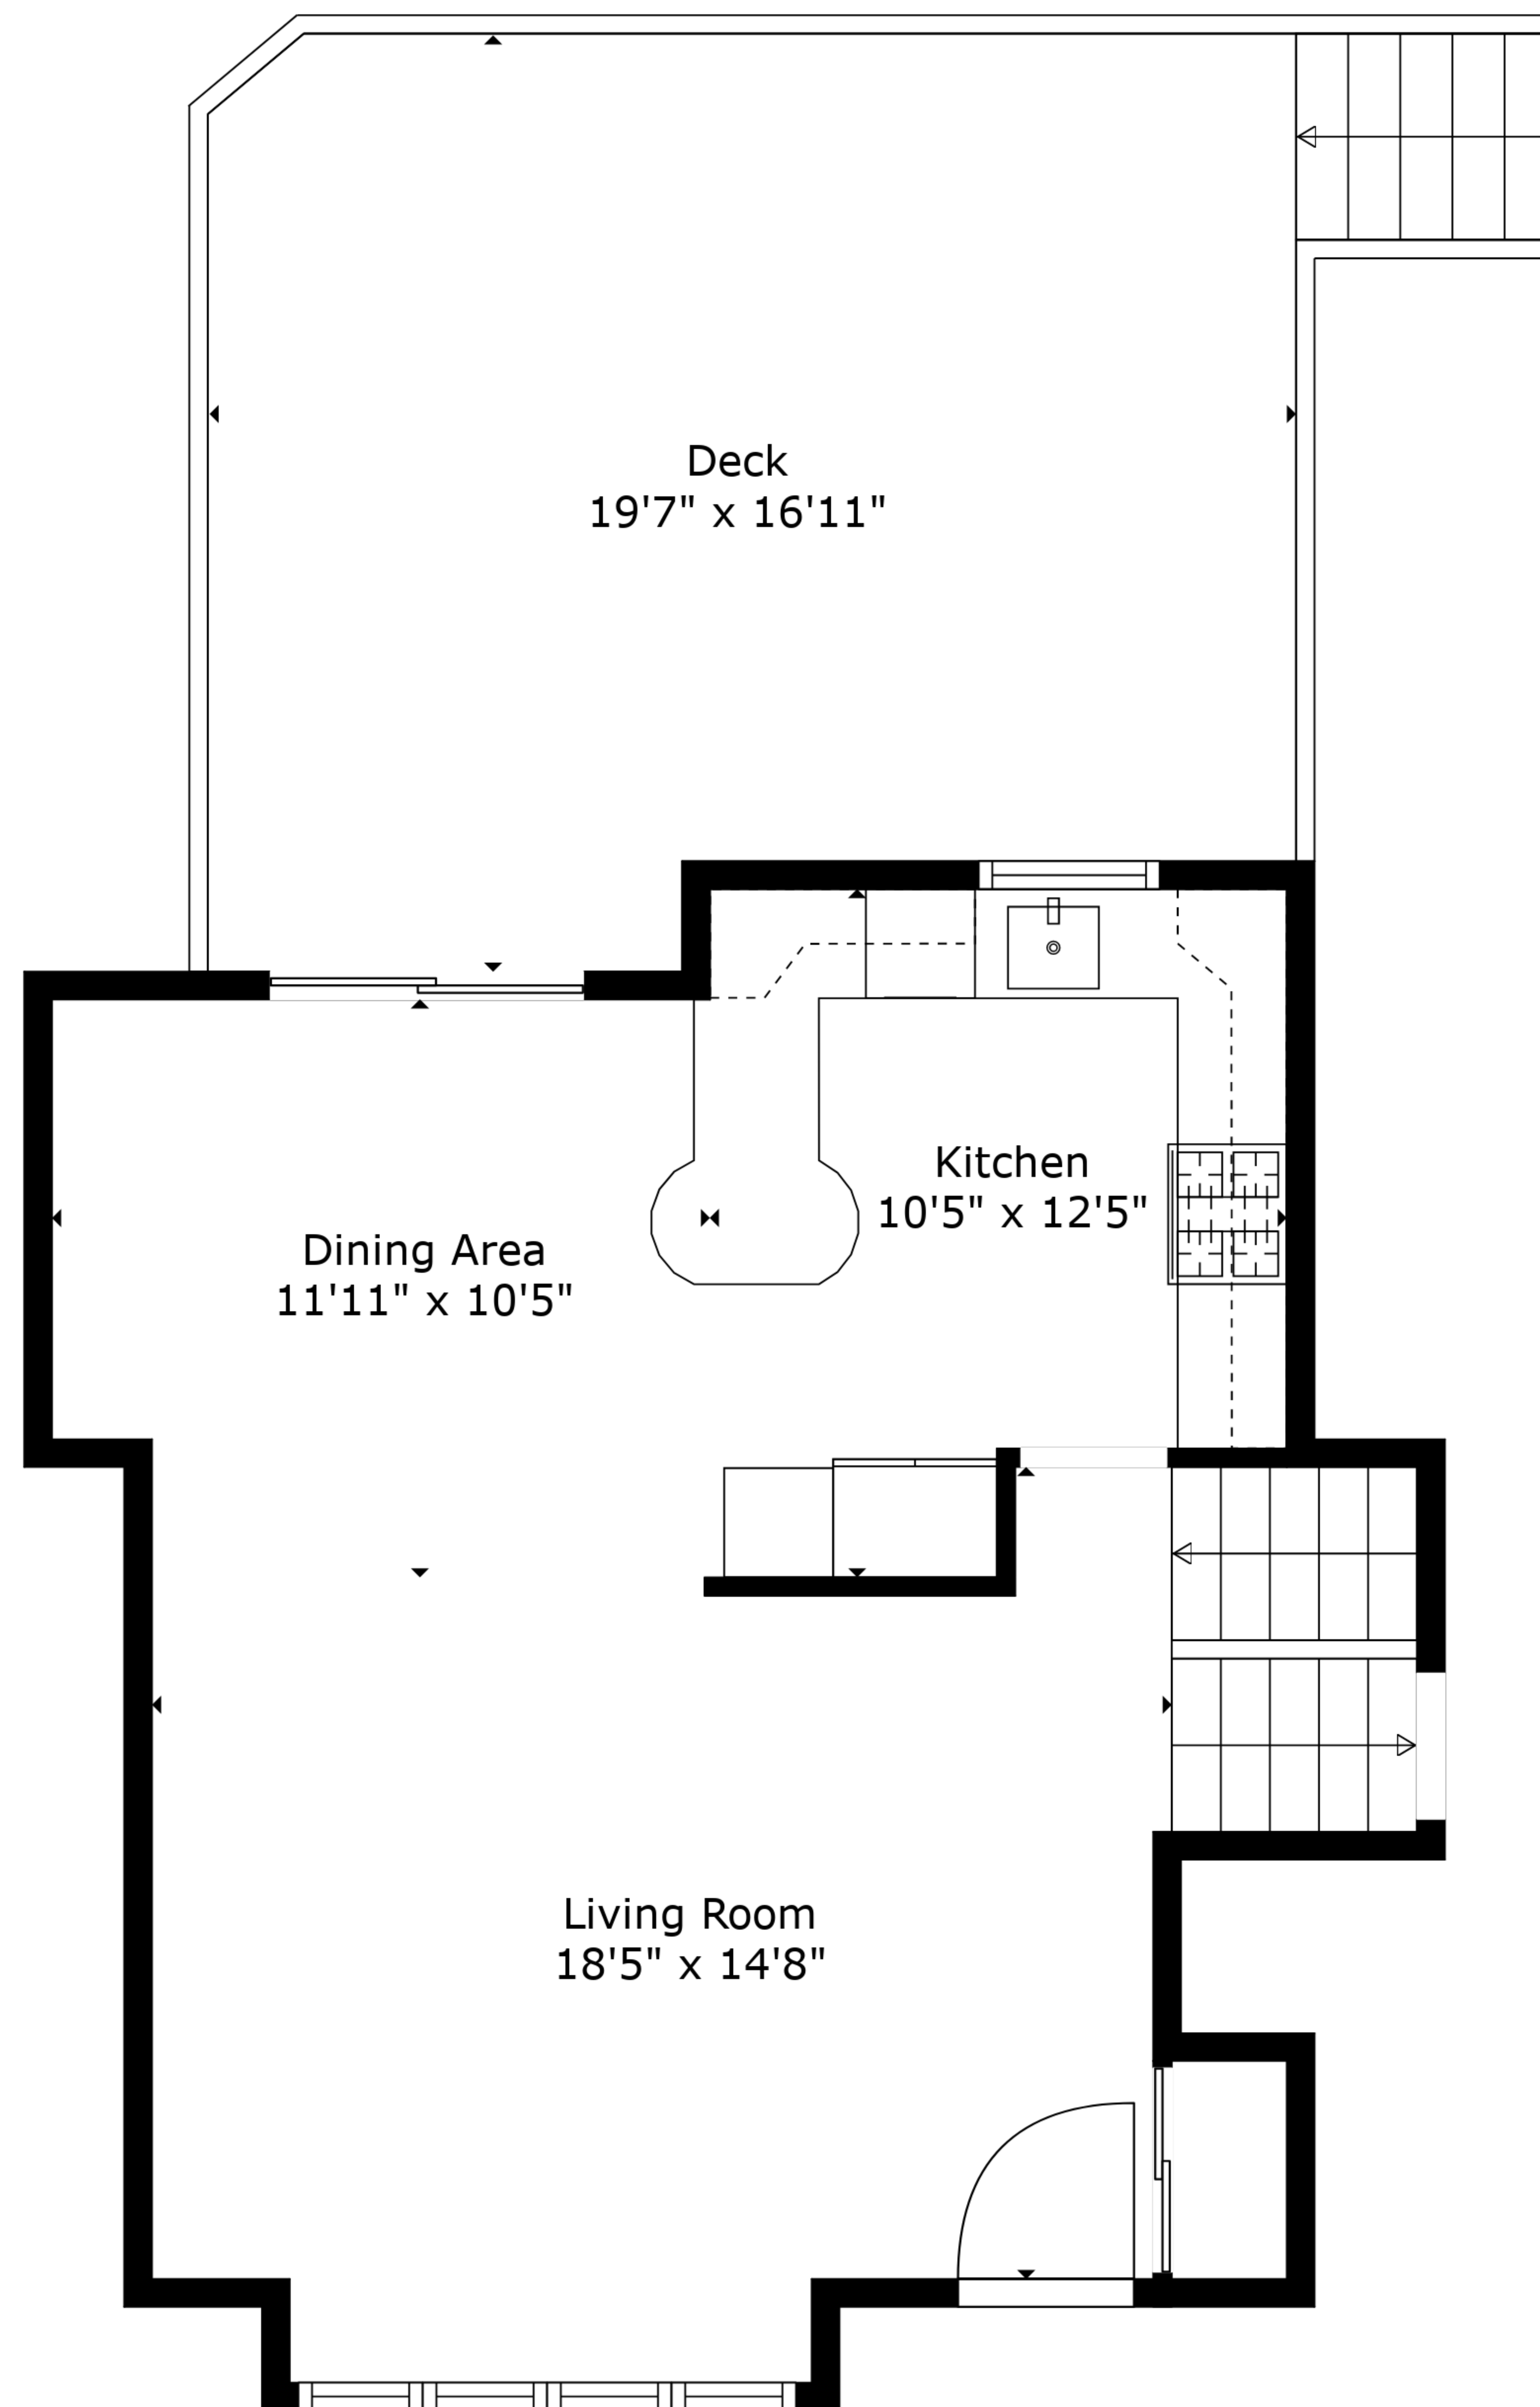 Deck
19'7" x 16'11"
Kitchen
10'5" x 12'5"
Dining Area
11'11" x 10'5"
Living Room
18'5" x 14'8"